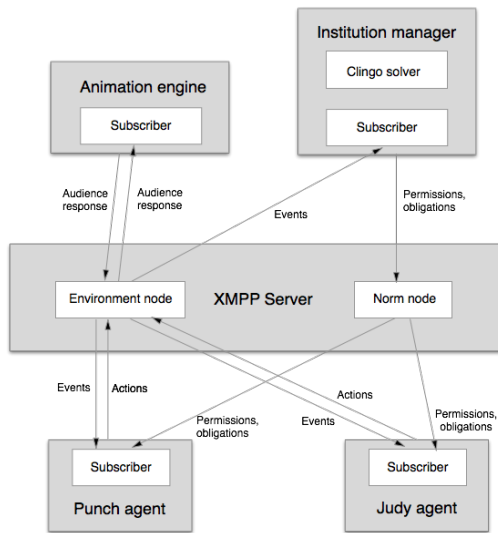 Institution manager
Clingo solver
Subscriber
Animation engine
Subscriber
Audience
response
Audience
response
Events
Permissions,
obligations
Environment node
XMPP Server
Norm node
Events
Actions
Permissions,
obligations
Actions
Events
Permissions,
obligations
Subscriber
Punch agent
Subscriber
Judy agent